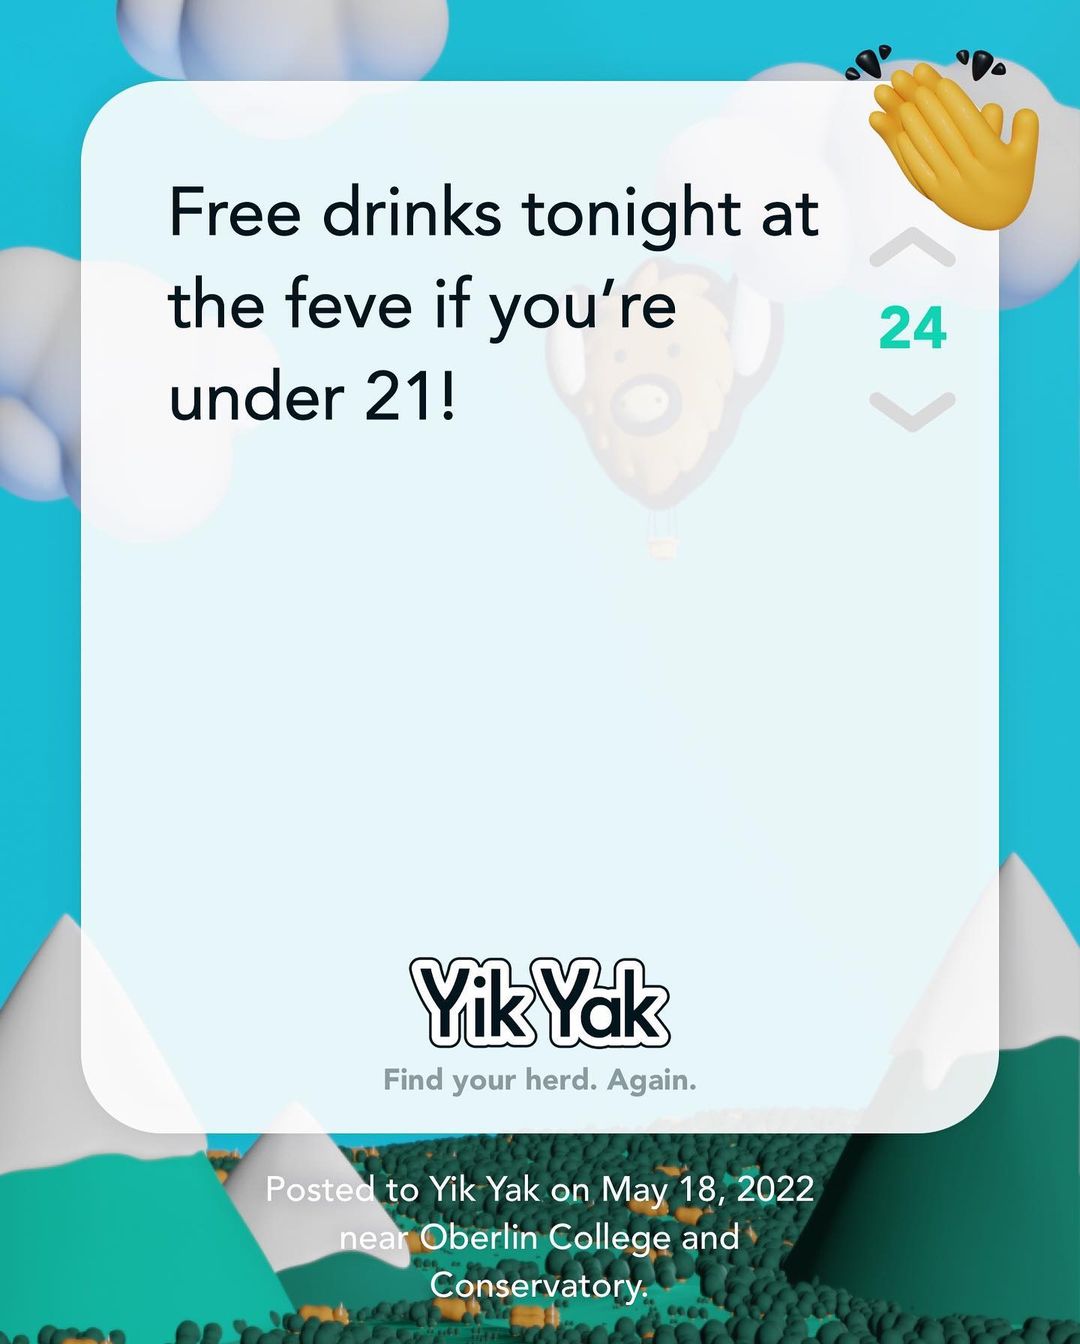 Free drinks tonight at
the feve if you’re
under 21!
24
Yik Yak
Find your herd. Again.
Posted to Yik Yak on May 18, 2022
near Oberlin College and
Conservatory.